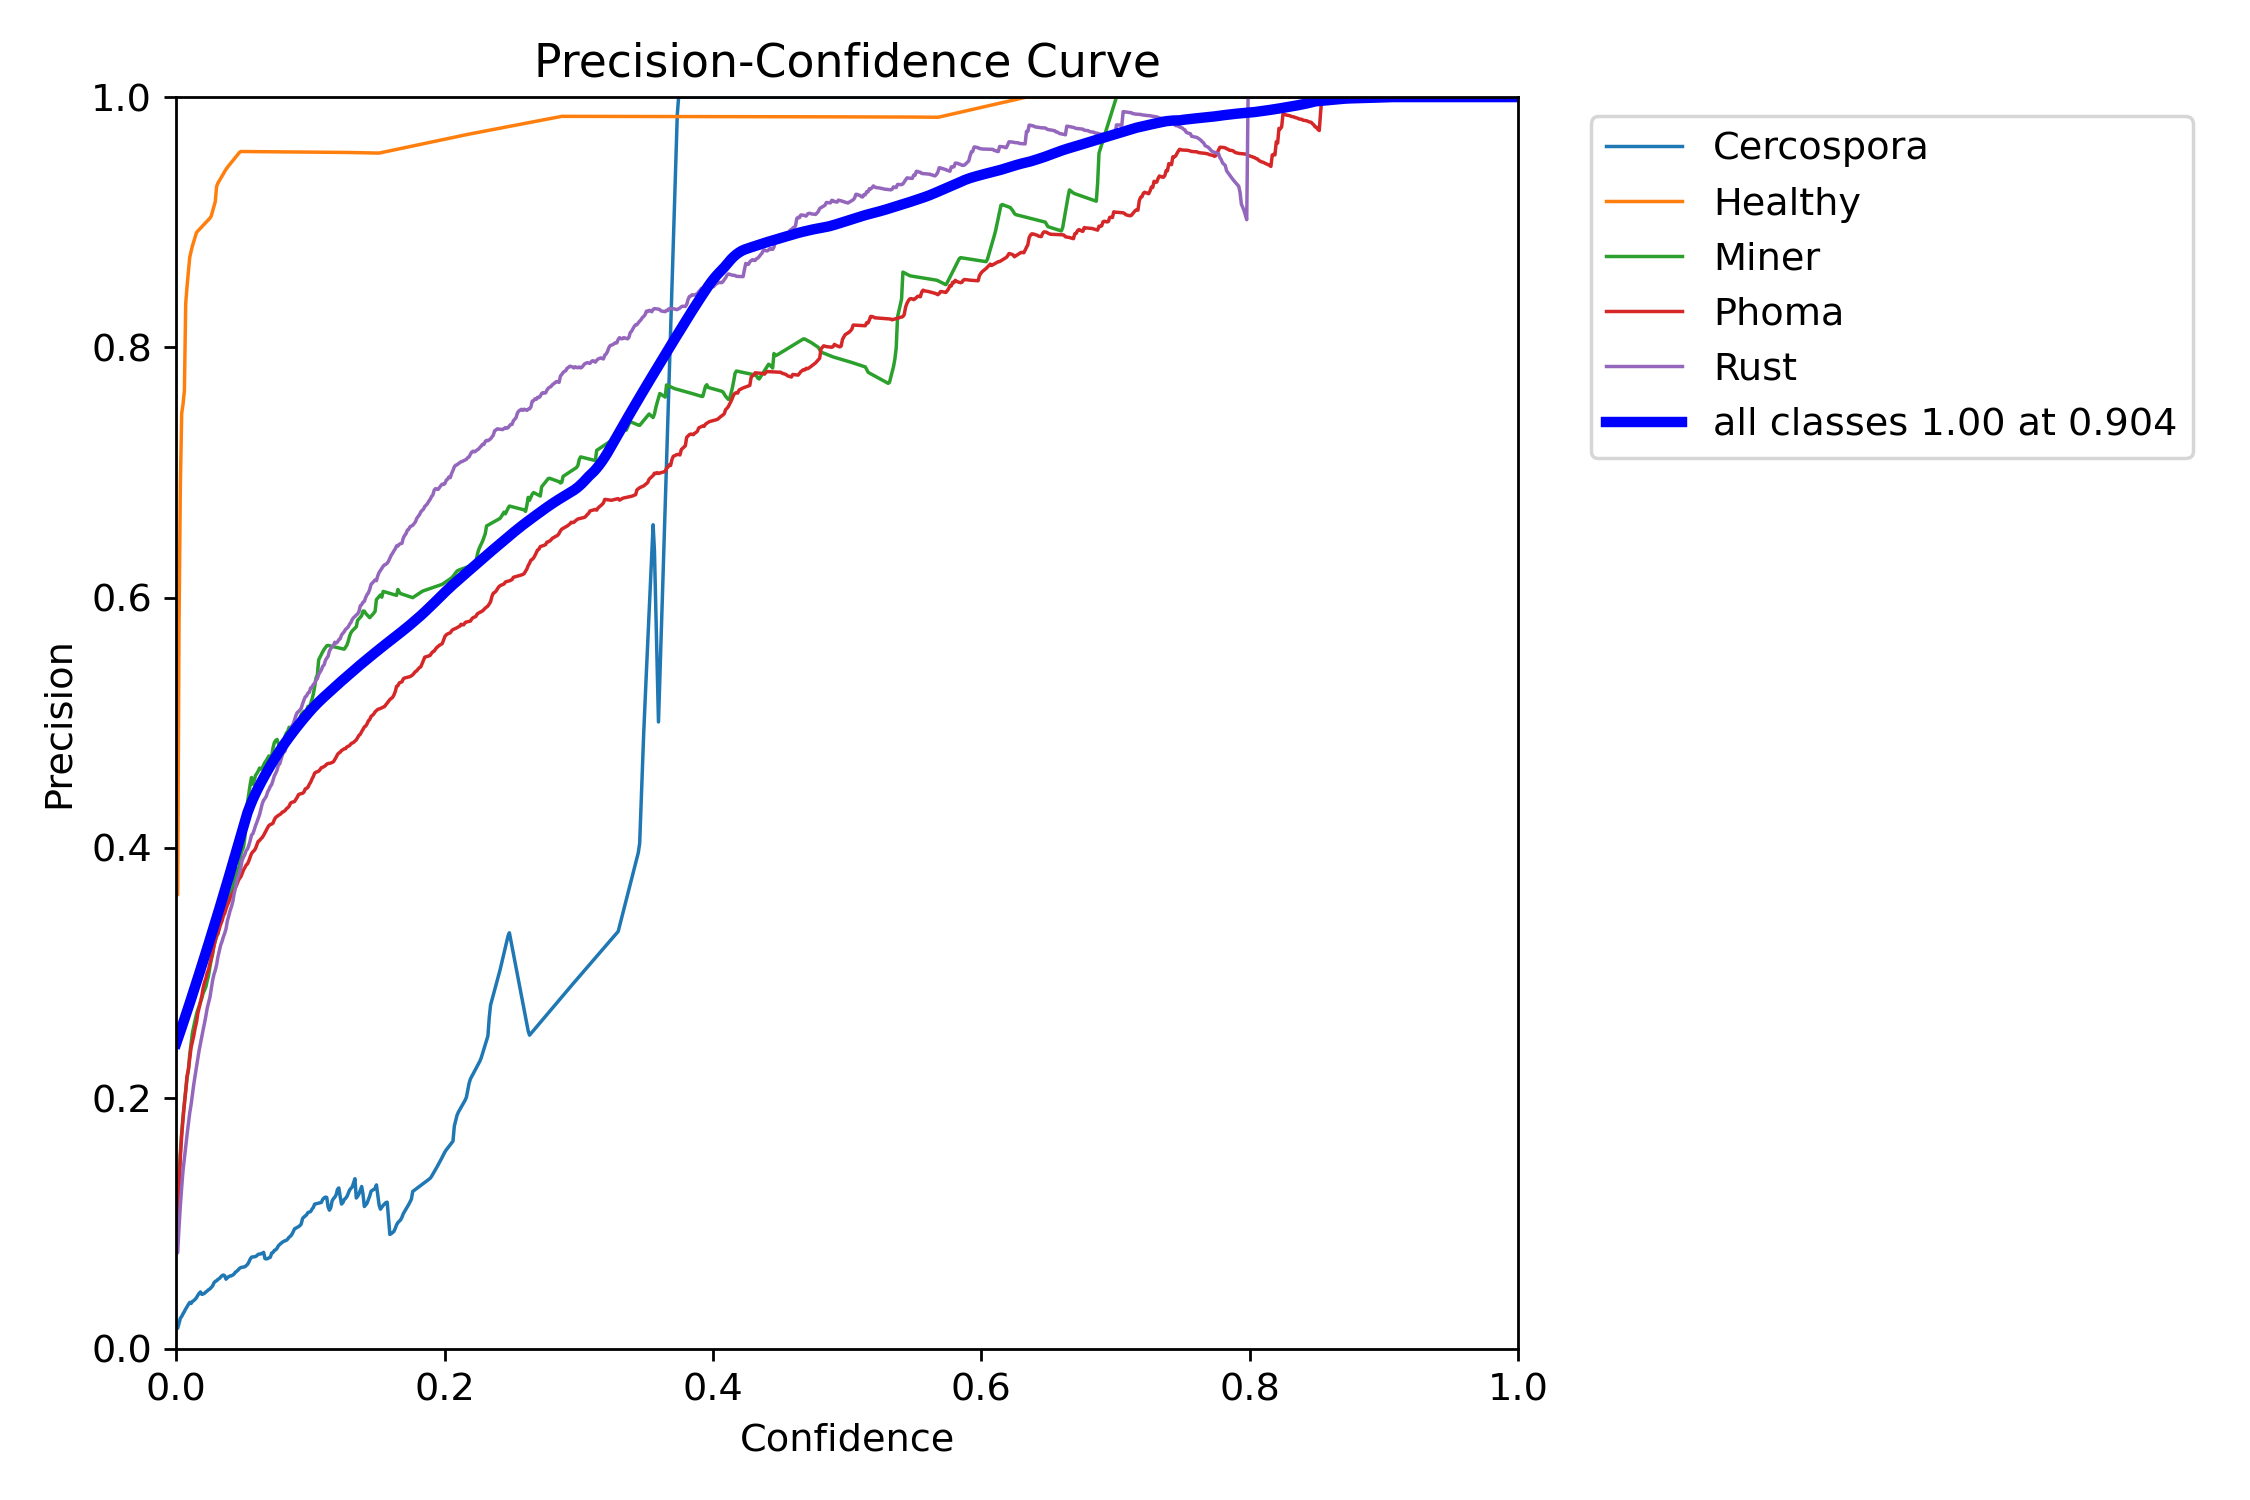 Precision-Confidence Curve
1.0
0.8
0.6
0.4
0.2
0.0
Precision
0.0 0.2 0.4 0.6 0.8 1.0
Confidence
Cercospora
Healthy
Miner
Phoma
Rust
all classes 1.00 at 0.904